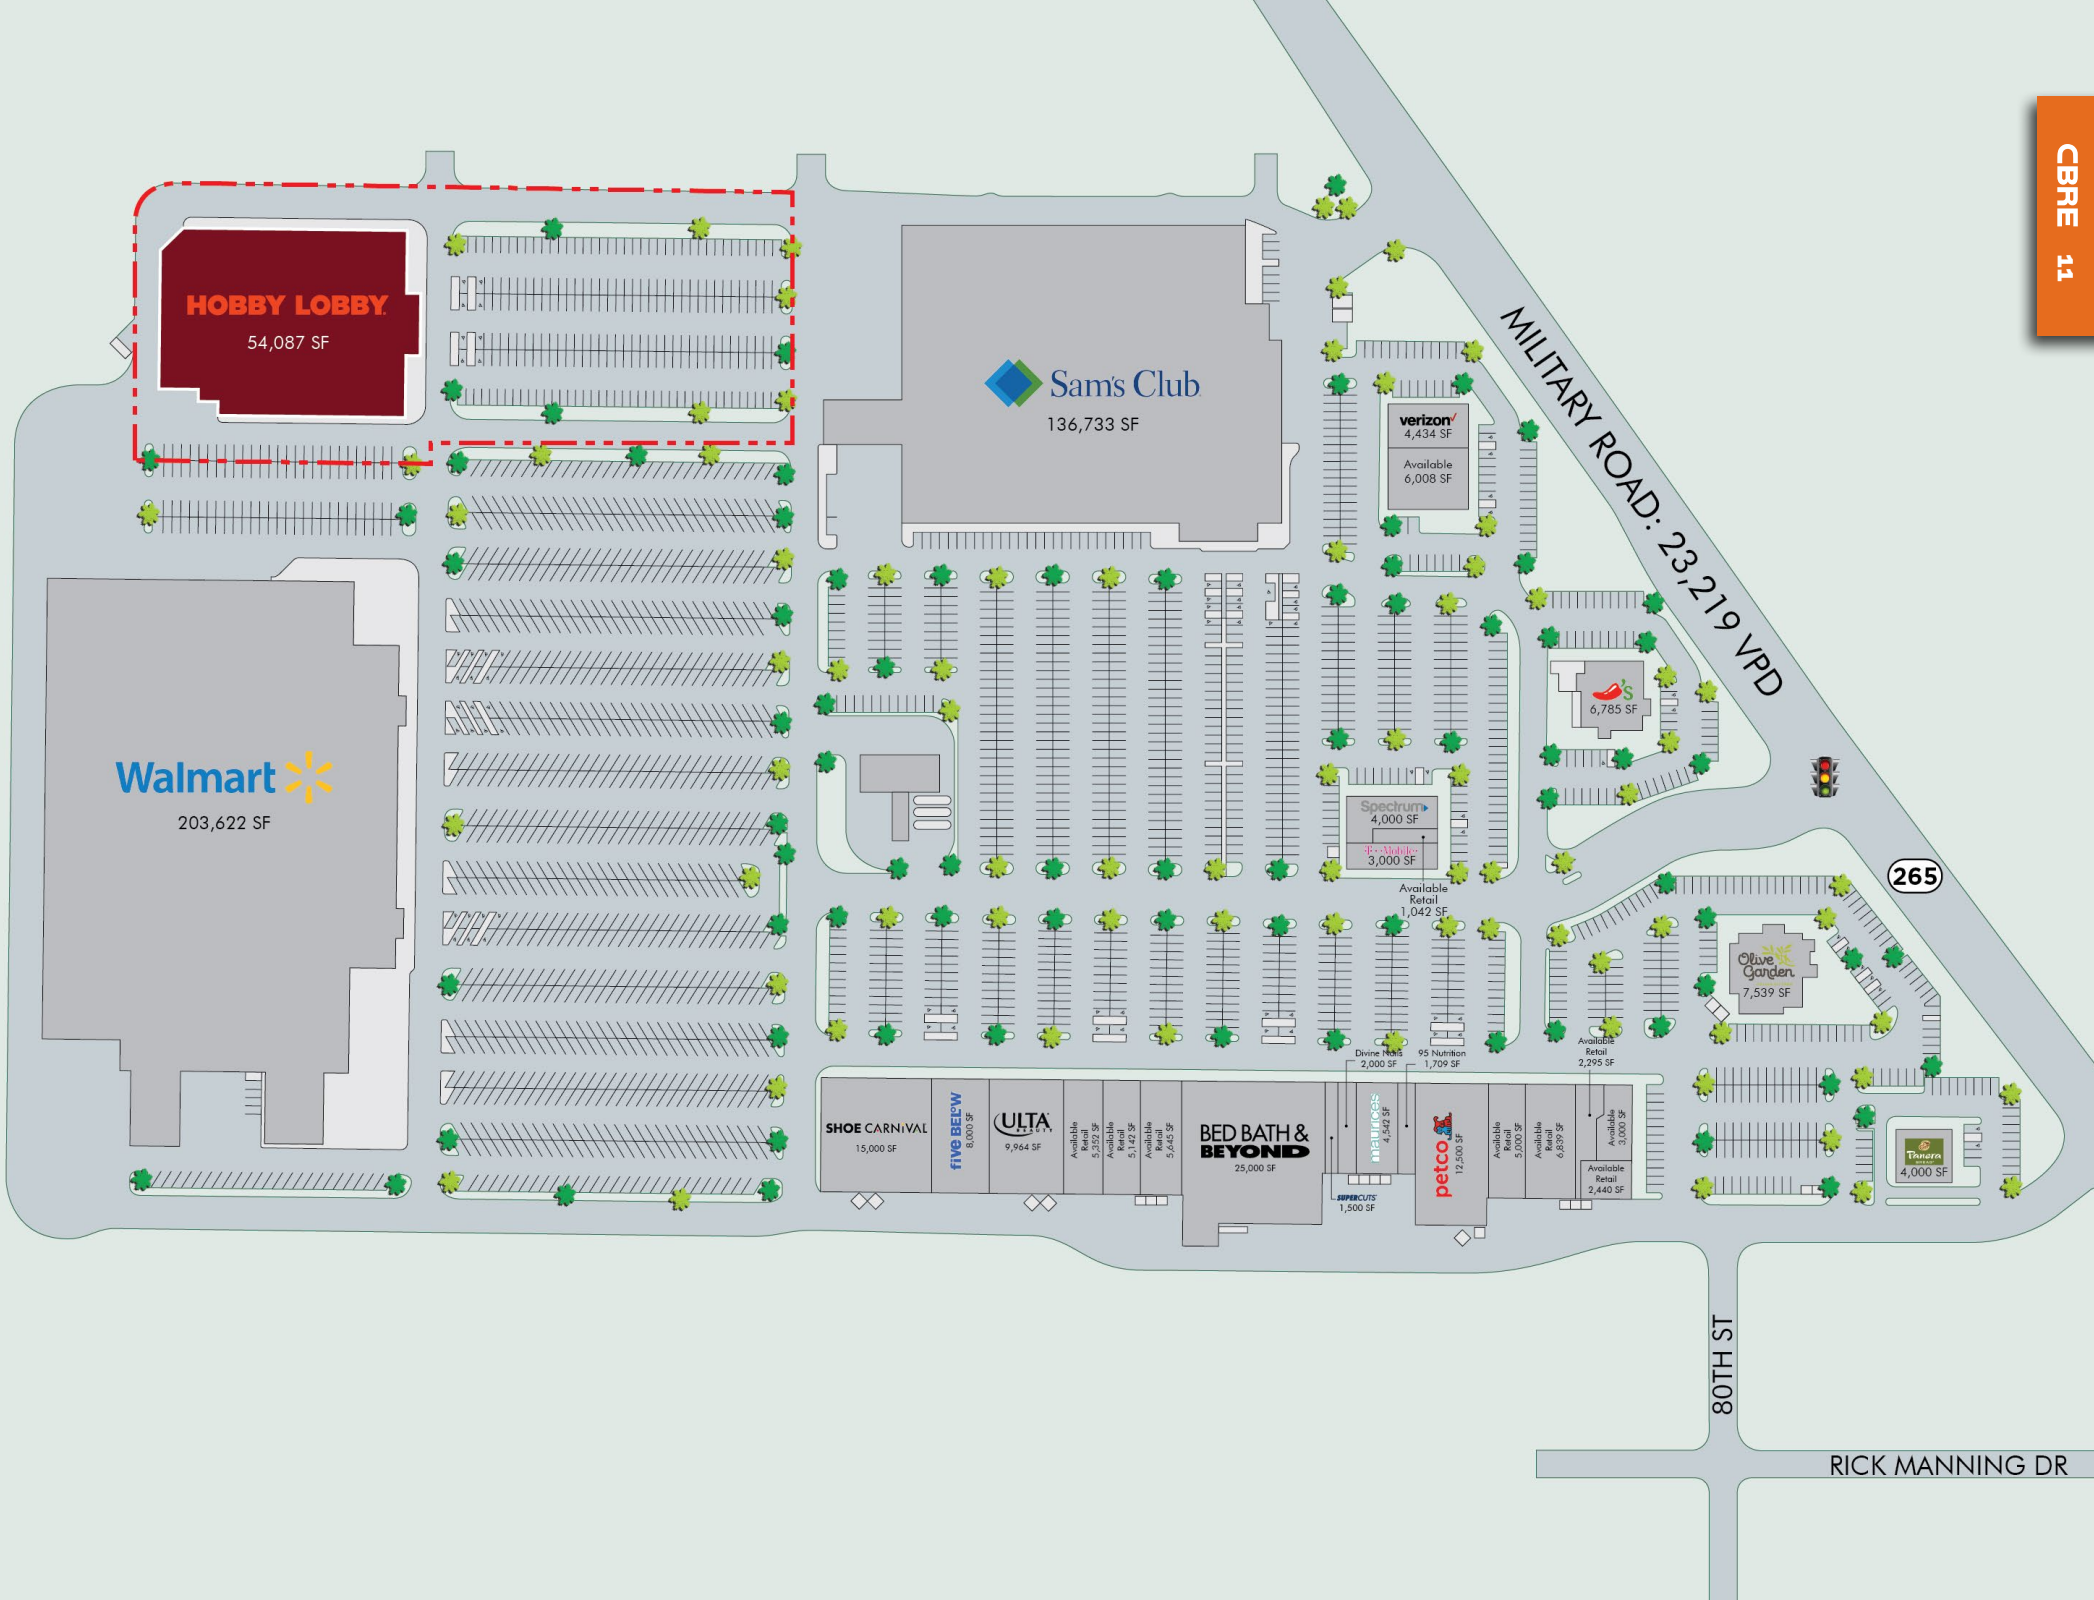 CBRE 11
HOBBY LOBBY
54,087 SF
Sam's Club
136,733 SF
MILITARY ROAD: 23,219 VPD
verizon
4,434 SF
Available
6,008 SF
Walmart
203,622 SF
'S
6,785 SF
Spectrum
4,000 SF
T-Mobile
3,000 SF
Available
Retail
1,042 SF
265
Olive
Garden
7,539 SF
SHOE CARNIVAL
15,000 SF
five BELOW
8,000 SF
ULTA
BEAUTY
9,964 SF
Available
Retail
5,352 SF
Available
Retail
5,142 SF
Available
Retail
5,645 SF
BED BATH &
BEYOND
25,000 SF
SUPERCUTS
1,500 SF
Divine Nails
2,000 SF
maurices
4,542 SF
95 Nutrition
1,709 SF
petco
12,500 SF
Available
Retail
5,000 SF
Available
Retail
6,839 SF
Available
Retail
2,295 SF
Available
3,000 SF
Available
Retail
2,440 SF
Panera
BREAD
4,000 SF
80TH ST
RICK MANNING DR